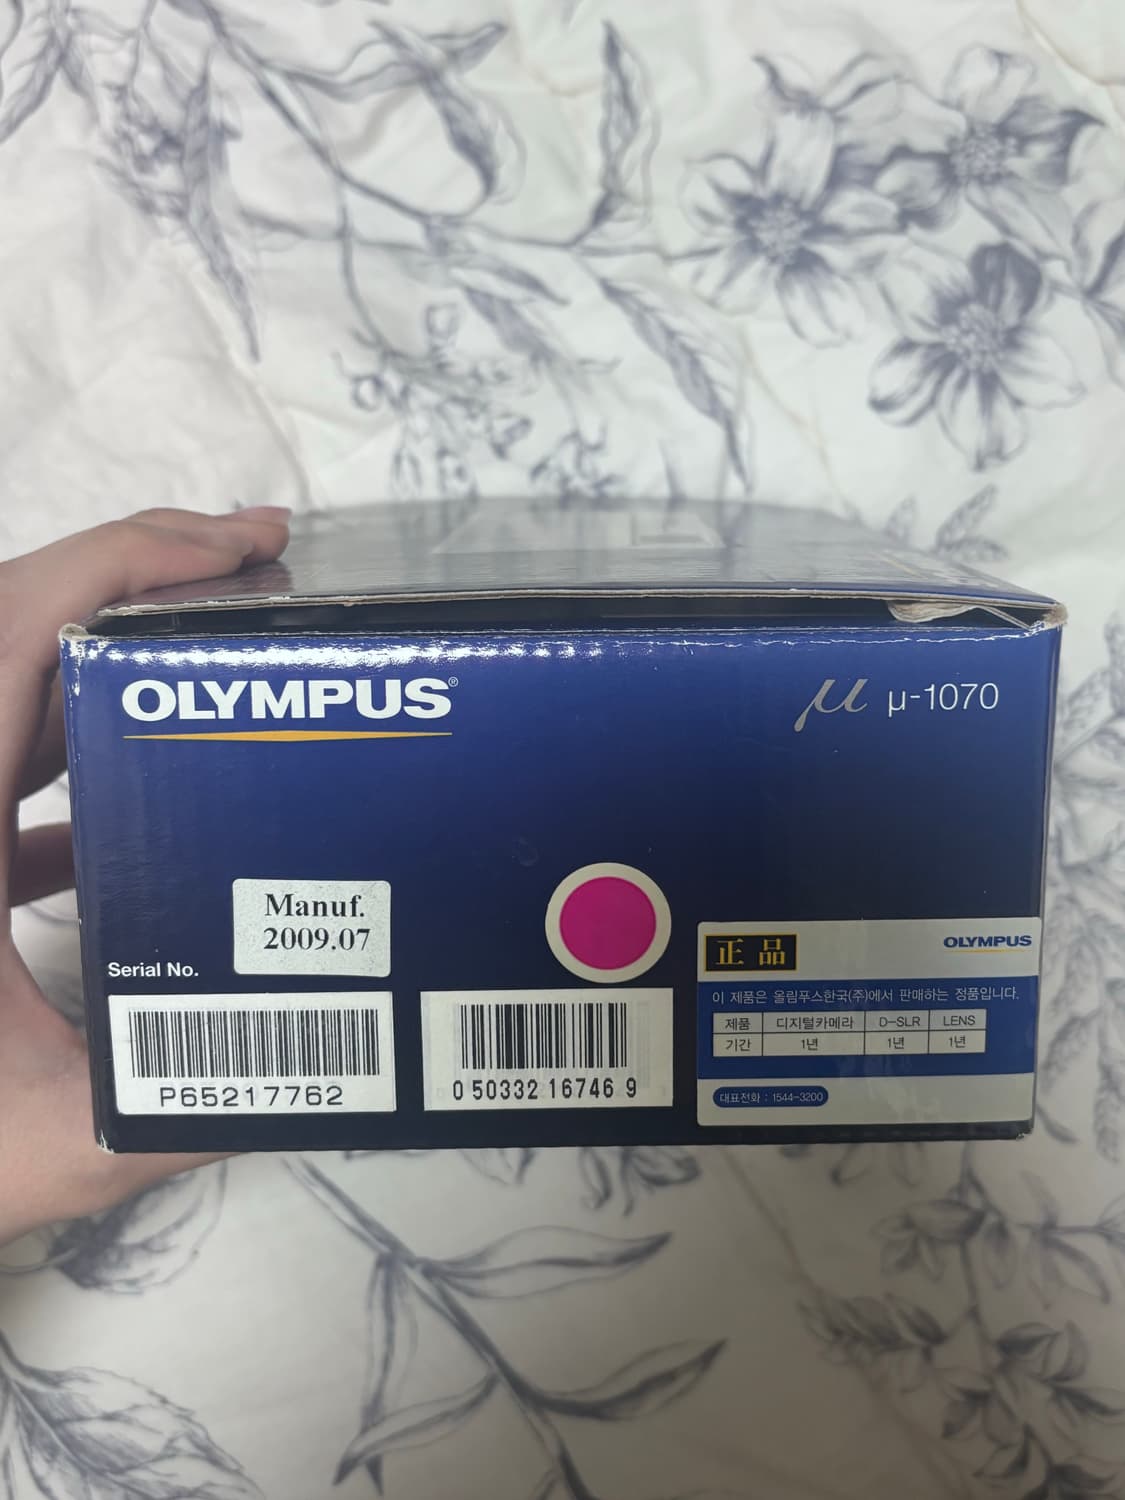 OLYMPUS®
μ μ-1070
Manuf.
2009.07
Serial No.
P65217762
0 50332 16746 9
正品 OLYMPUS
이 제품은 올림푸스한국(주)에서 판매하는 정품입니다.
제품 디지털카메라 D-SLR LENS
기간 1년 1년 1년
대표전화 : 1544-3200